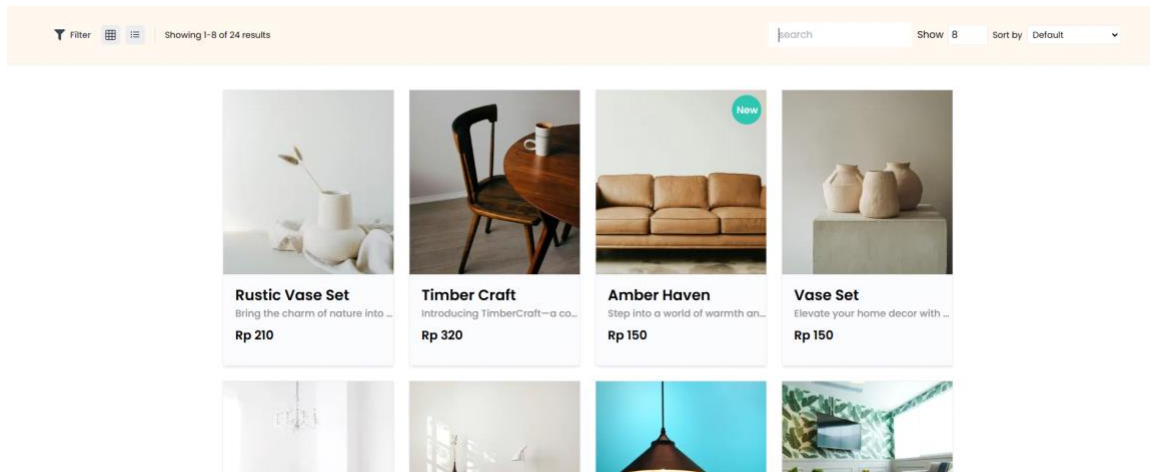 Filter
Showing 1-8 of 24 results
search
Show 8
Sort by Default
New
Rustic Vase Set
Bring the charm of nature into ...
Rp 210
Timber Craft
Introducing TimberCraft—a co...
Rp 320
Amber Haven
Step into a world of warmth an...
Rp 150
Vase Set
Elevate your home decor with ...
Rp 150